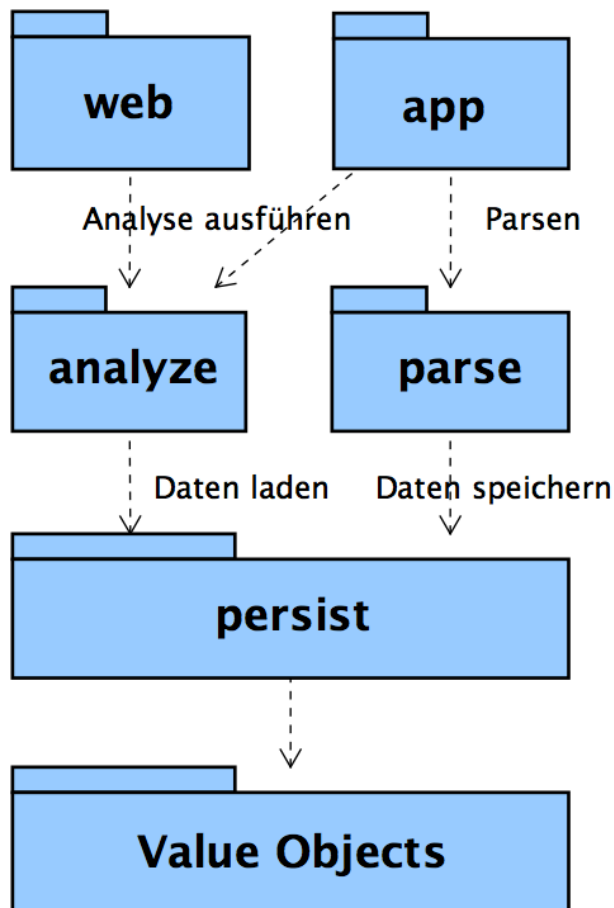 web
app
Analyse ausführen
Parsen
analyze
parse
Daten laden
Daten speichern
persist
Value Objects